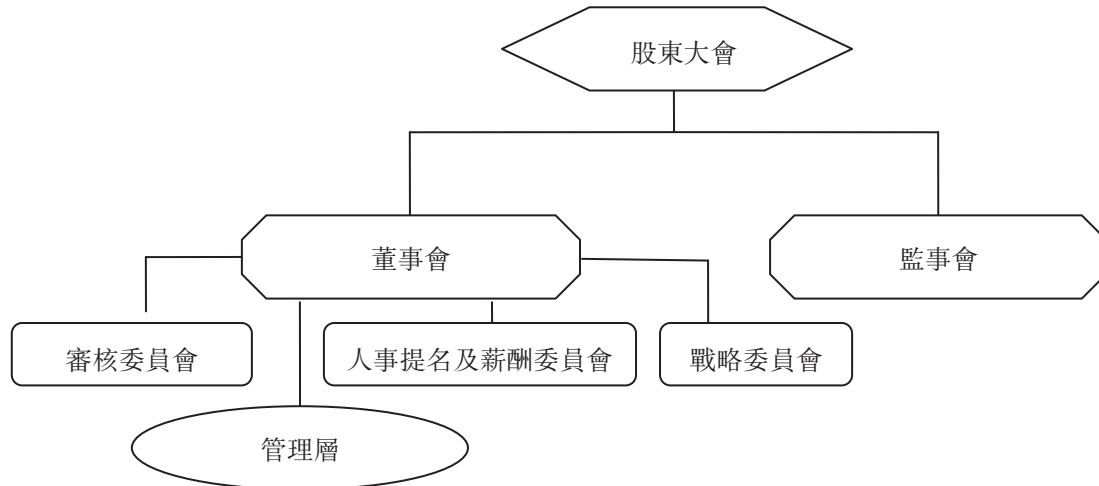 股東大會
董事會
監事會
審核委員會
人事提名及薪酬委員會
戰略委員會
管理層